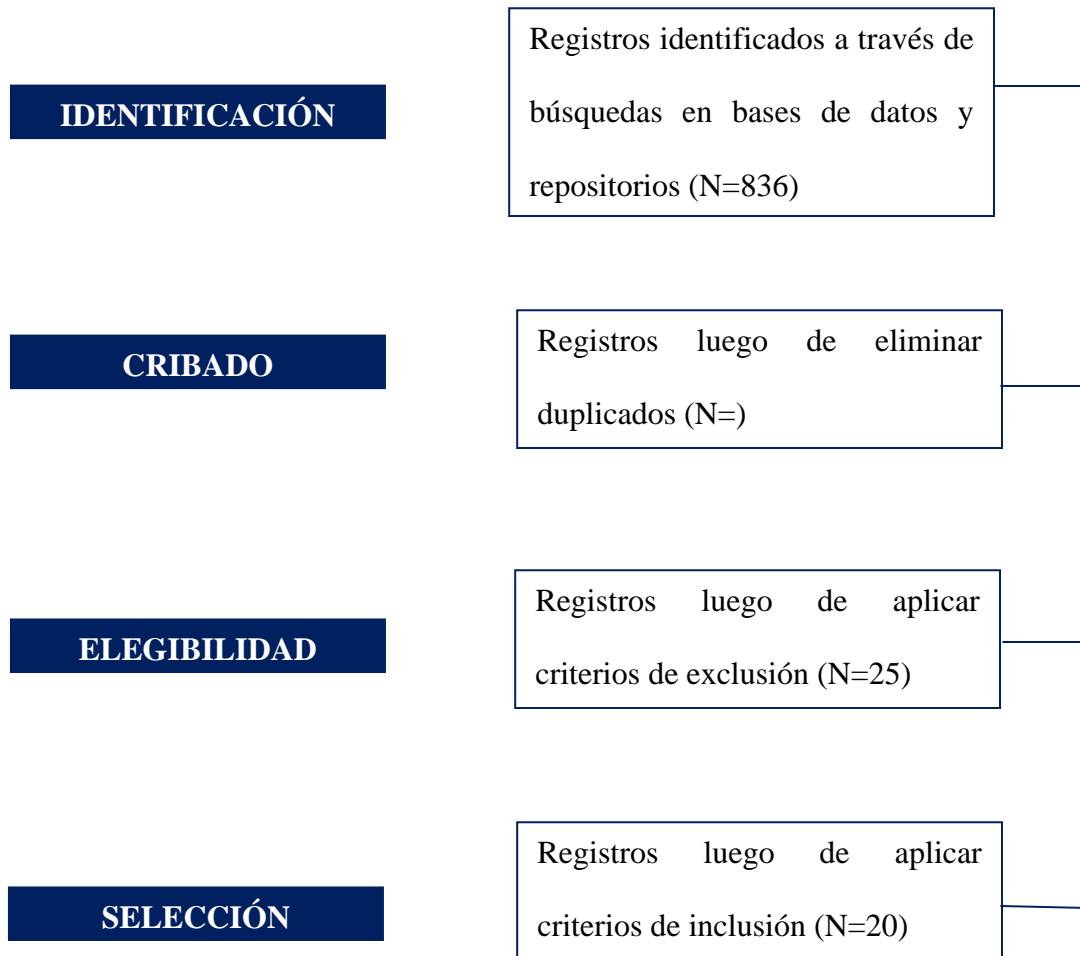 IDENTIFICACIÓN
Registros identificados a través de
búsquedas en bases de datos y
repositorios (N=836)
CRIBADO
Registros luego de eliminar
duplicados (N=)
ELEGIBILIDAD
Registros luego de aplicar
criterios de exclusión (N=25)
SELECCIÓN
Registros luego de aplicar
criterios de inclusión (N=20)